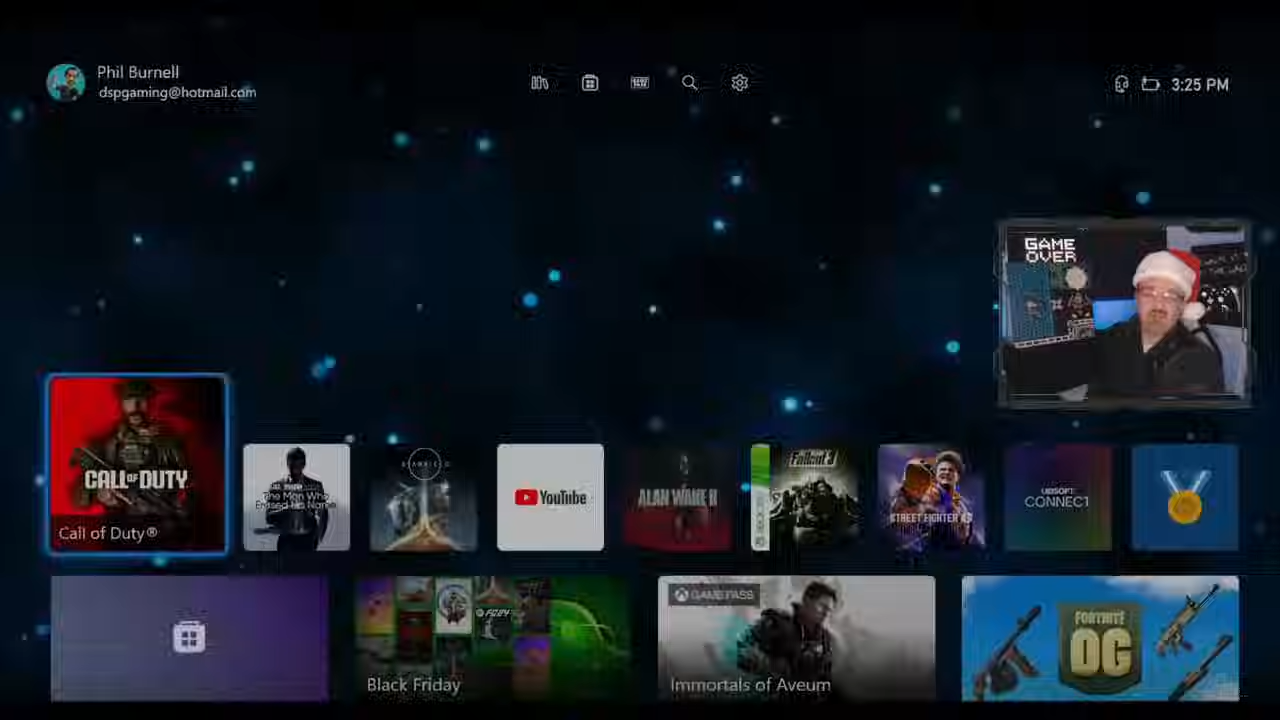 Phil Burnell
dspgaming@hotmail.com
3:25 PM
GAME
OVER
CALL OF DUTY
Call of Duty®
The Man Who
Erased His Name
YouTube
ALAN WAKE II
Fallout 3
STREET FIGHTER 6
UBISOFT
CONNECT
GAME PASS
FC24
Black Friday
Immortals of Aveum
FORTNITE
OG